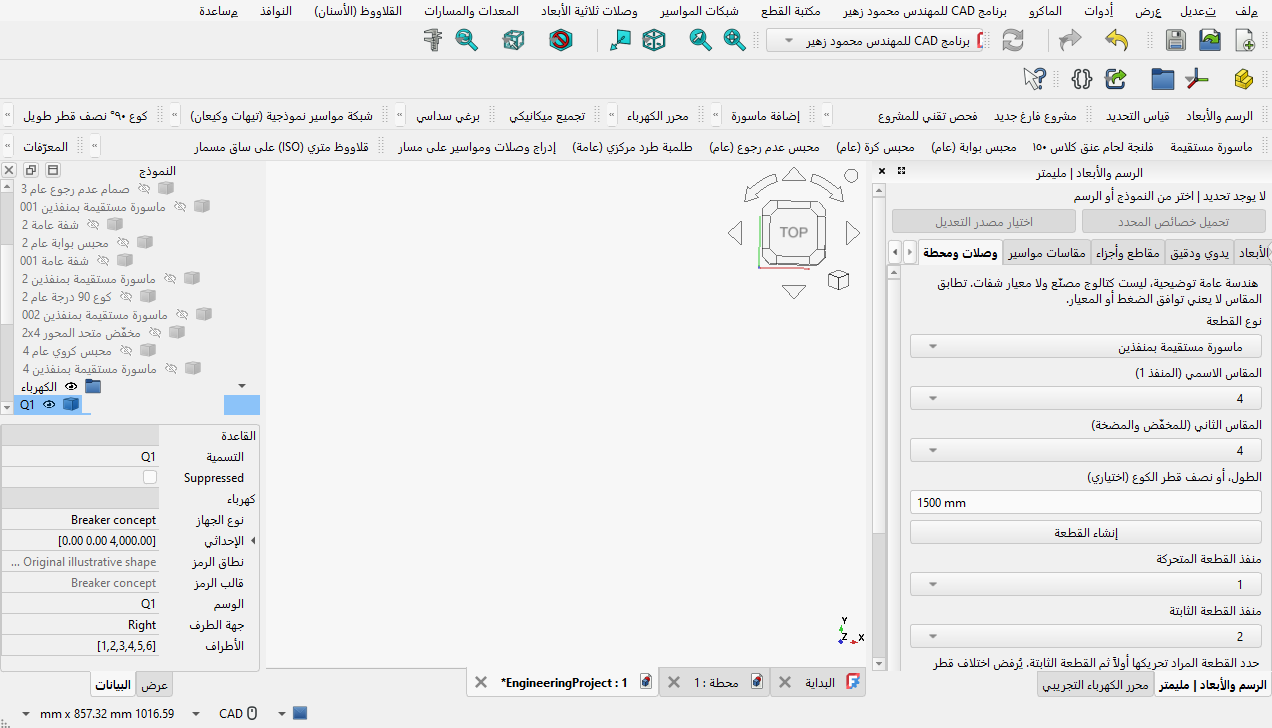 ملف تعديل عرض أدوات الماكرو برنامج CAD للمهندس محمود زهير مكتبة القطع شبكات المواسير وصلات ثلاثية الأبعاد المعدات والمسارات القلاووظ (الأسنان) النوافذ مساعدة
برنامج CAD للمهندس محمود زهير
الرسم والأبعاد قياس التحديد مشروع فارغ جديد فحص تقني للمشروع » إضافة ماسورة » محرر الكهرباء » تجميع ميكانيكي برغي سداسي » شبكة مواسير نموذجية (تيهات وكيعان) » كوع ٩٠° نصف قطر طويل »
ماسورة مستقيمة فلنجة لحام عنق كلاس ١٥٠ محبس بوابة (عام) محبس كرة (عام) محبس عدم رجوع (عام) طلمبة طرد مركزي (عامة) إدراج وصلات ومواسير على مسار قلاووظ متري (ISO) على ساق مسمار » المعرّفات »
الرسم والأبعاد | مليمتر
لا يوجد تحديد | اختر من النموذج أو الرسم
تحميل خصائص المحدد
اختيار مصدر التعديل
الأبعاد يدوي ودقيق مقاطع وأجزاء مقاسات مواسير وصلات ومحطة
هندسة عامة توضيحية، ليست كتالوج مصنّع ولا معيار شفات. تطابق
المقاس لا يعني توافق الضغط أو المعيار.
نوع القطعة
ماسورة مستقيمة بمنفذين
المقاس الاسمي (المنفذ 1)
4
المقاس الثاني (للمخفّض والمضخة)
4
الطول، أو نصف قطر الكوع (اختياري)
1500 mm
إنشاء القطعة
منفذ القطعة المتحركة
1
منفذ القطعة الثابتة
2
حدد القطعة المراد تحريكها أولاً ثم القطعة الثابتة. يُرفض اختلاف قطر
الرسم والأبعاد | مليمتر محرر الكهرباء التجريبي
TOP
Y
Z X
النموذج
صمام عدم رجوع عام 3
ماسورة مستقيمة بمنفذين 001
شفة عامة 2
محبس بوابة عام 2
شفة عامة 001
ماسورة مستقيمة بمنفذين 2
كوع 90 درجة عام 2
ماسورة مستقيمة بمنفذين 002
مخفّض متحد المحور 2x4
محبس كروي عام 4
ماسورة مستقيمة بمنفذين 4
الكهرباء
Q1
القاعدة
التسمية Q1
Suppressed
كهرباء
نوع الجهاز Breaker concept
الإحداثي [0.00 0.00 4,000.00]
نطاق الرمز Original illustrative shape ...
قالب الرمز Breaker concept
الوسم Q1
جهة الطرف Right
الأطراف [1,2,3,4,5,6]
عرض البيانات
البداية محطة : 1 EngineeringProject : 1*
CAD
1016.59 mm x 857.32 mm